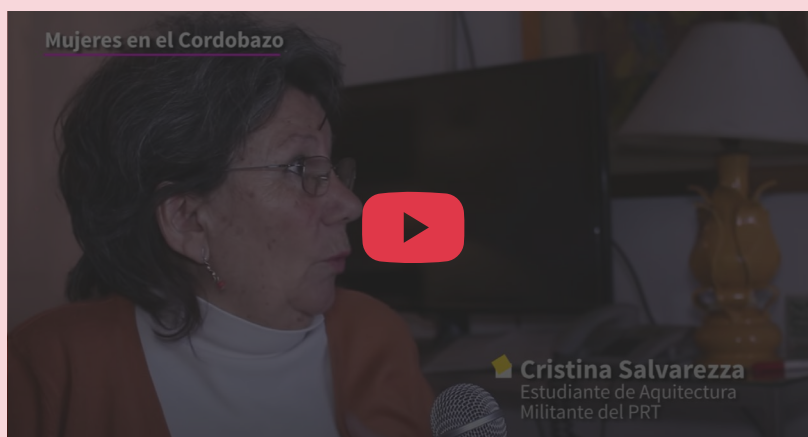 Mujeres en el Cordobazo
Cristina Salvarezza
Estudiante de Aquitectura
Militante del PRT